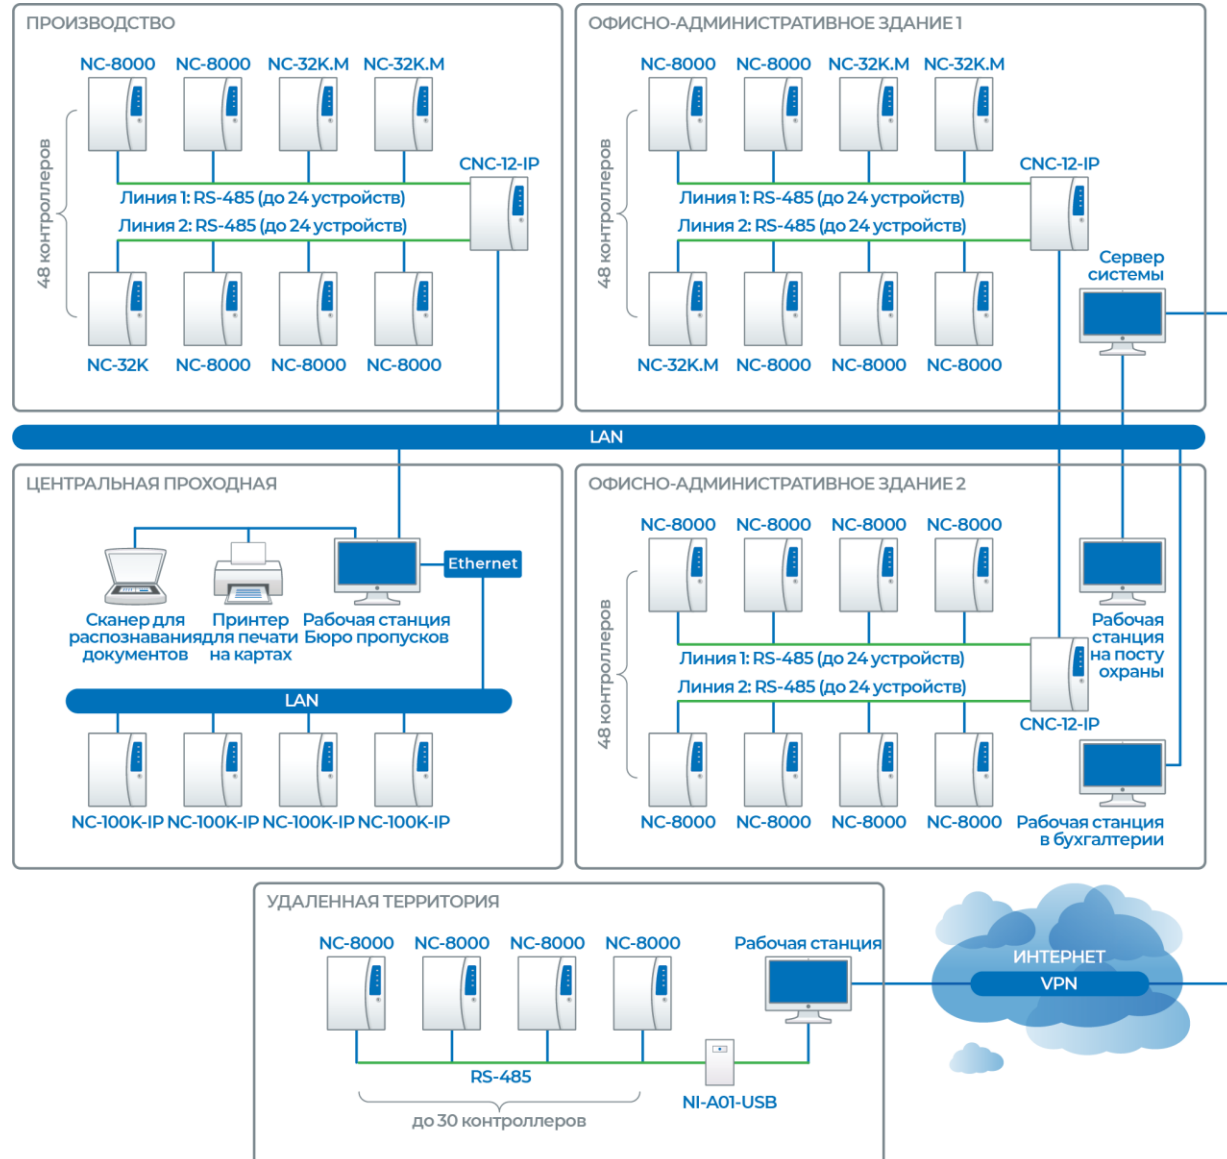 ПРОИЗВОДСТВО
NC-8000 NC-8000 NC-32K.M NC-32K.M
48 контроллеров
CNC-12-IP
Линия 1: RS-485 (до 24 устройств)
Линия 2: RS-485 (до 24 устройств)
NC-32K NC-8000 NC-8000 NC-8000
ОФИСНО-АДМИНИСТРАТИВНОЕ ЗДАНИЕ 1
NC-8000 NC-8000 NC-32K.M NC-32K.M
48 контроллеров
CNC-12-IP
Линия 1: RS-485 (до 24 устройств)
Линия 2: RS-485 (до 24 устройств)
Сервер
системы
NC-32K.M NC-8000 NC-8000 NC-8000
LAN
ЦЕНТРАЛЬНАЯ ПРОХОДНАЯ
Ethernet
Сканер для
распознавания
документов
Принтер
для печати
на картах
Рабочая станция
Бюро пропусков
LAN
NC-100K-IP NC-100K-IP NC-100K-IP NC-100K-IP
ОФИСНО-АДМИНИСТРАТИВНОЕ ЗДАНИЕ 2
NC-8000 NC-8000 NC-8000 NC-8000
48 контроллеров
Линия 1: RS-485 (до 24 устройств)
Линия 2: RS-485 (до 24 устройств)
CNC-12-IP
Рабочая
станция
на посту
охраны
NC-8000 NC-8000 NC-8000 NC-8000
Рабочая станция
в бухгалтерии
УДАЛЕННАЯ ТЕРРИТОРИЯ
NC-8000 NC-8000 NC-8000 NC-8000
Рабочая станция
RS-485
NI-A01-USB
до 30 контроллеров
ИНТЕРНЕТ
VPN